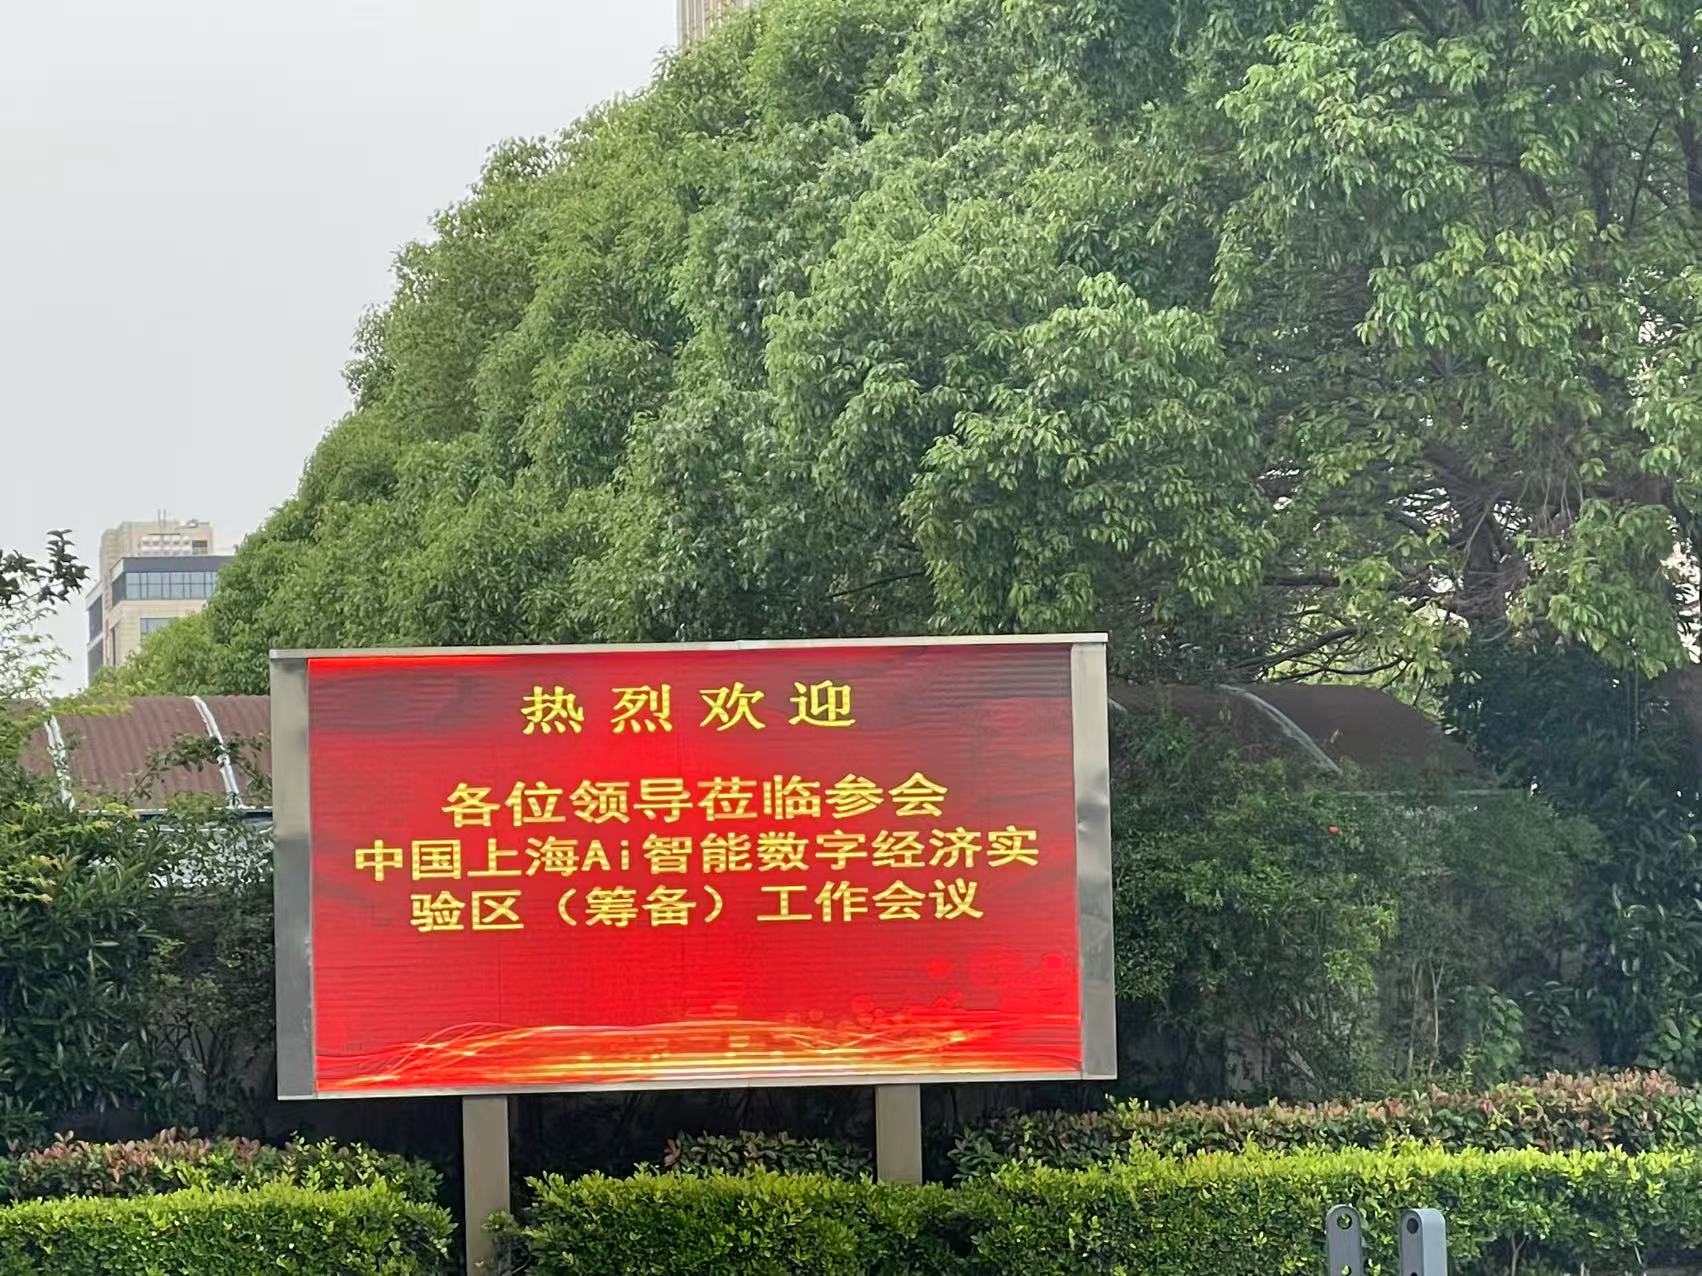 热烈欢迎
各位领导莅临参会
中国上海Ai智能数字经济实
验区（筹备）工作会议